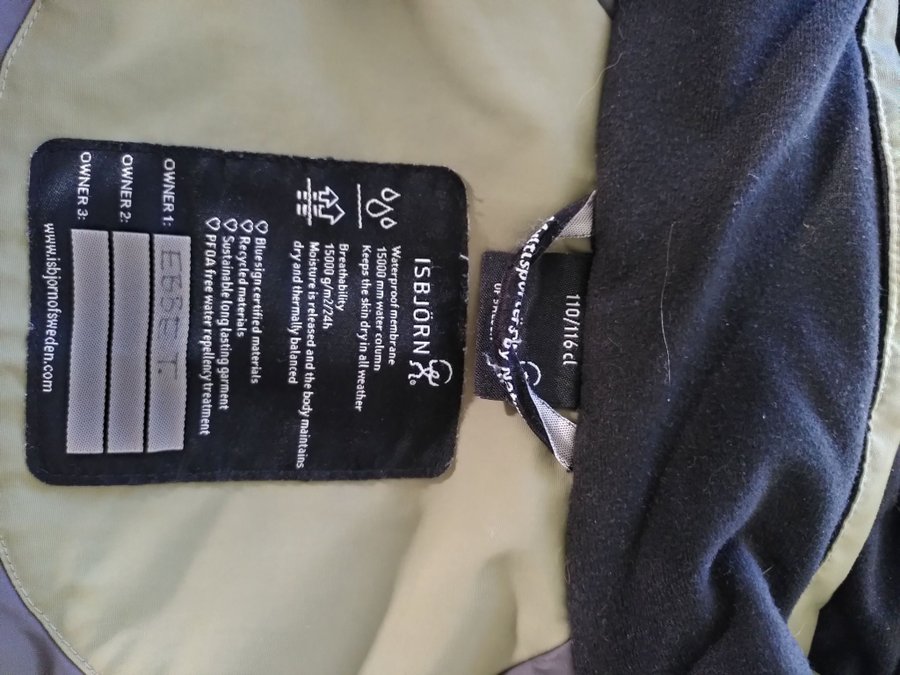 110/116 cl
ISBJÖRN
Waterproof membrane
15000 mm water column
Keeps the skin dry in all weather
Breathability
15000 g/m2/24h
Moisture is released and the body maintains
dry and thermally balanced
Bluesign certified materials
Recycled materials
Sustainable long lasting garment
PFOA free water repellency treatment
OWNER 1: EBBE T.
OWNER 2:
OWNER 3:
www.isbjornofsweden.com